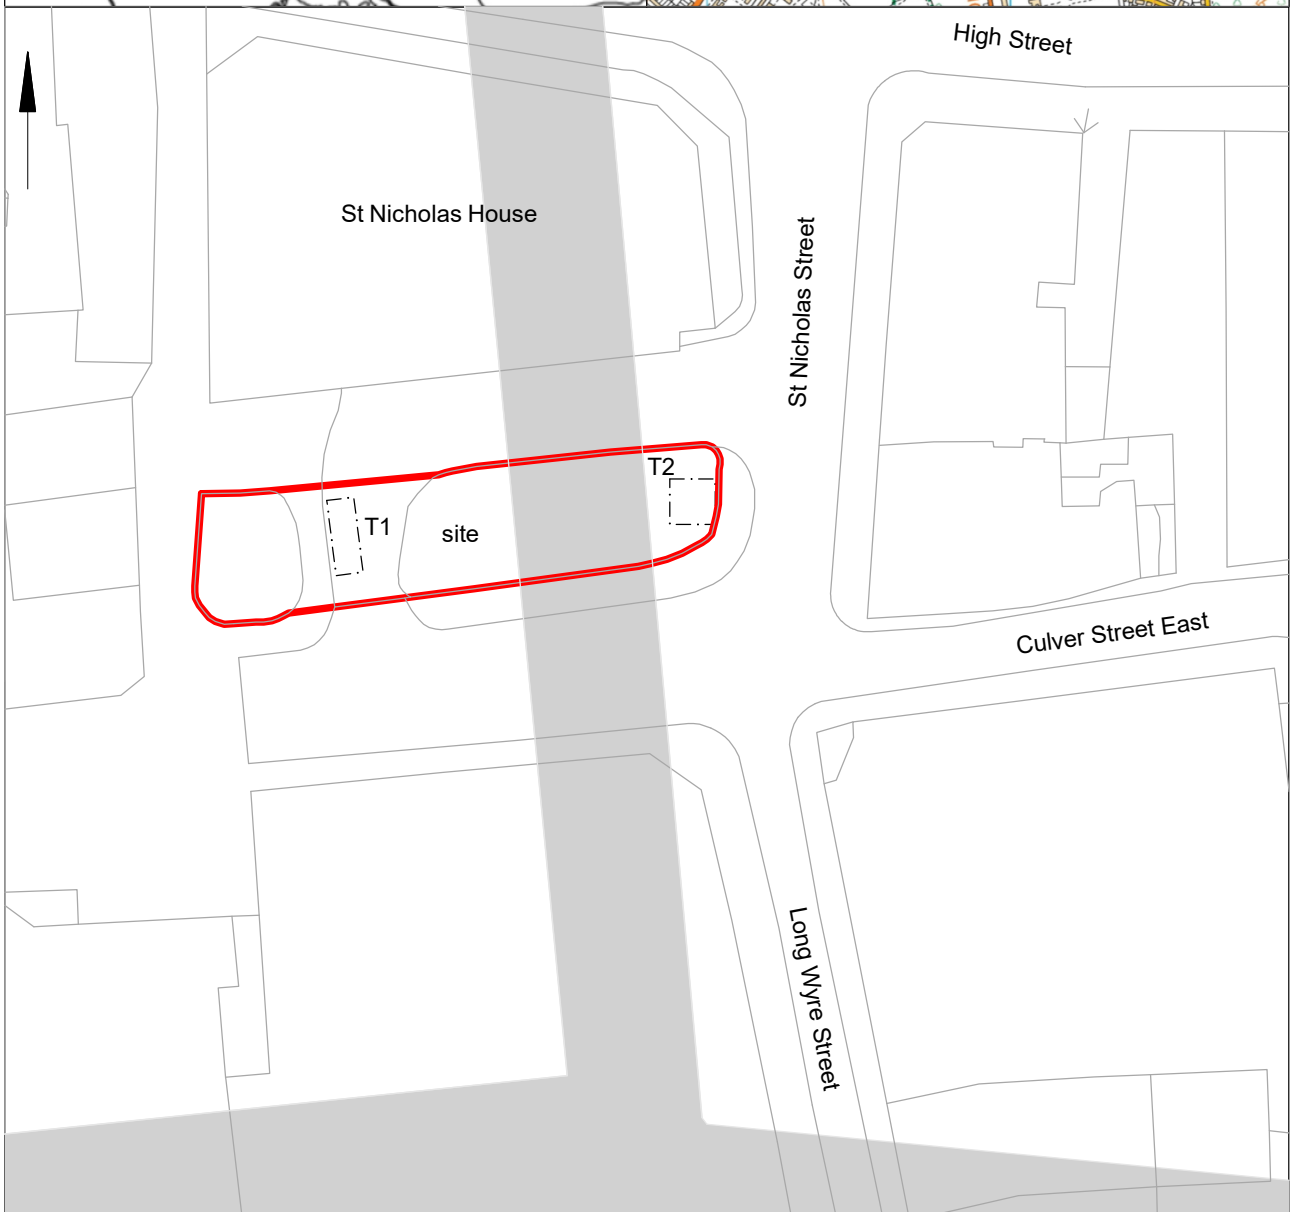 High Street
St Nicholas House
St Nicholas Street
T2
T1
site
Culver Street East
Long Wyre Street